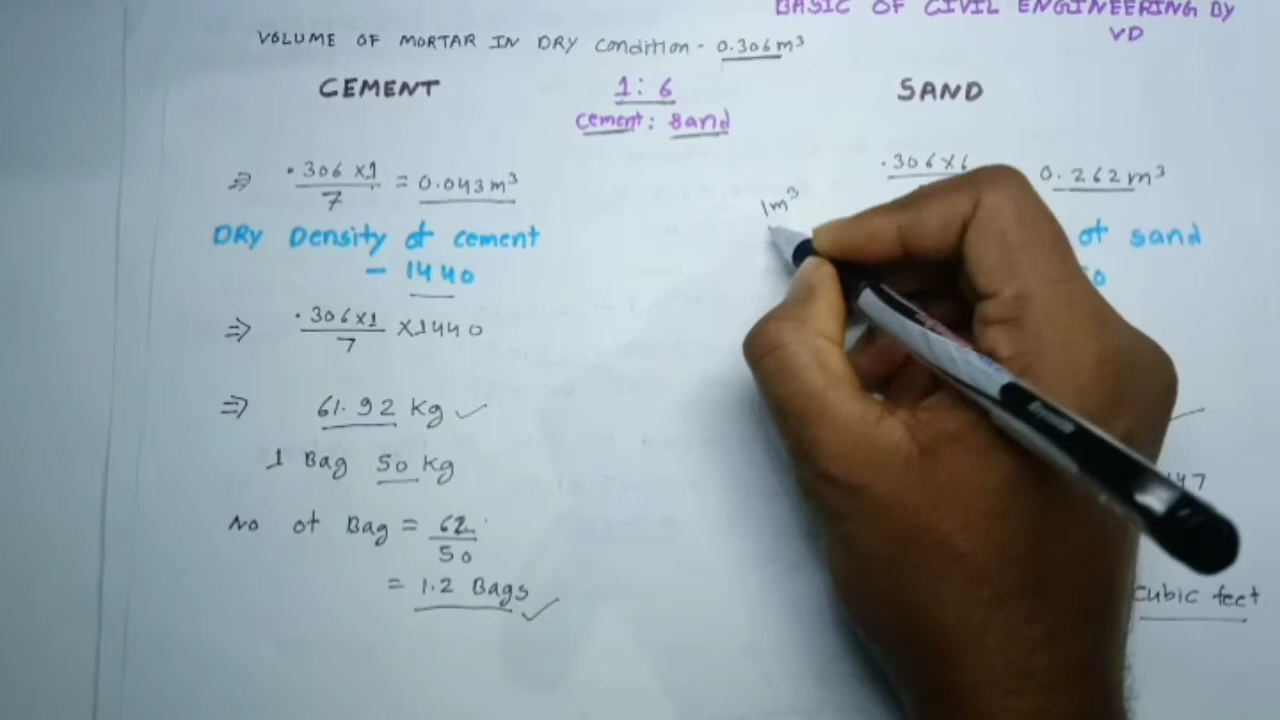 BASIC OF CIVIL ENGINEERING By
VD
VOLUME OF MORTAR IN DRY Condition - 0.306m³
CEMENT
1 : 6
cement : sand
SAND
⇒ .306 x1 / 7 = 0.043m³
.306 x 6
0.262m³
1m³
DRY Density of cement
- 1440
of sand
⇒ .306 x1 / 7 x1440
⇒ 61.92 Kg ✓
1 Bag 50 Kg
No of Bag = 62 / 50
= 1.2 Bags ✓
cubic feet